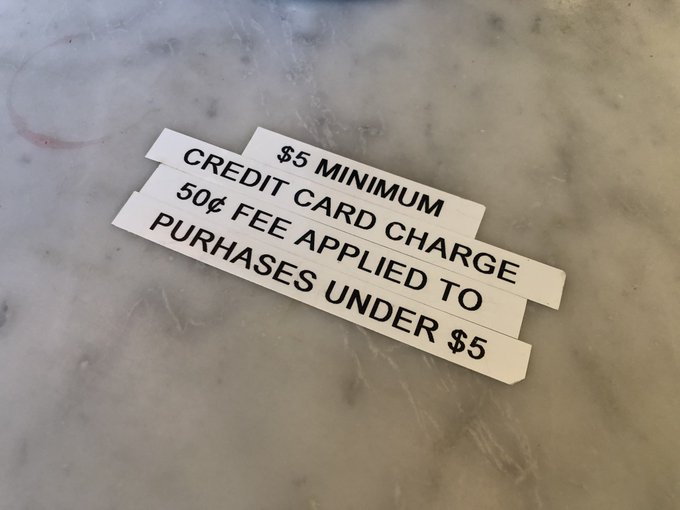 $5 MINIMUM
CREDIT CARD CHARGE
50¢ FEE APPLIED TO
PURHASES UNDER $5